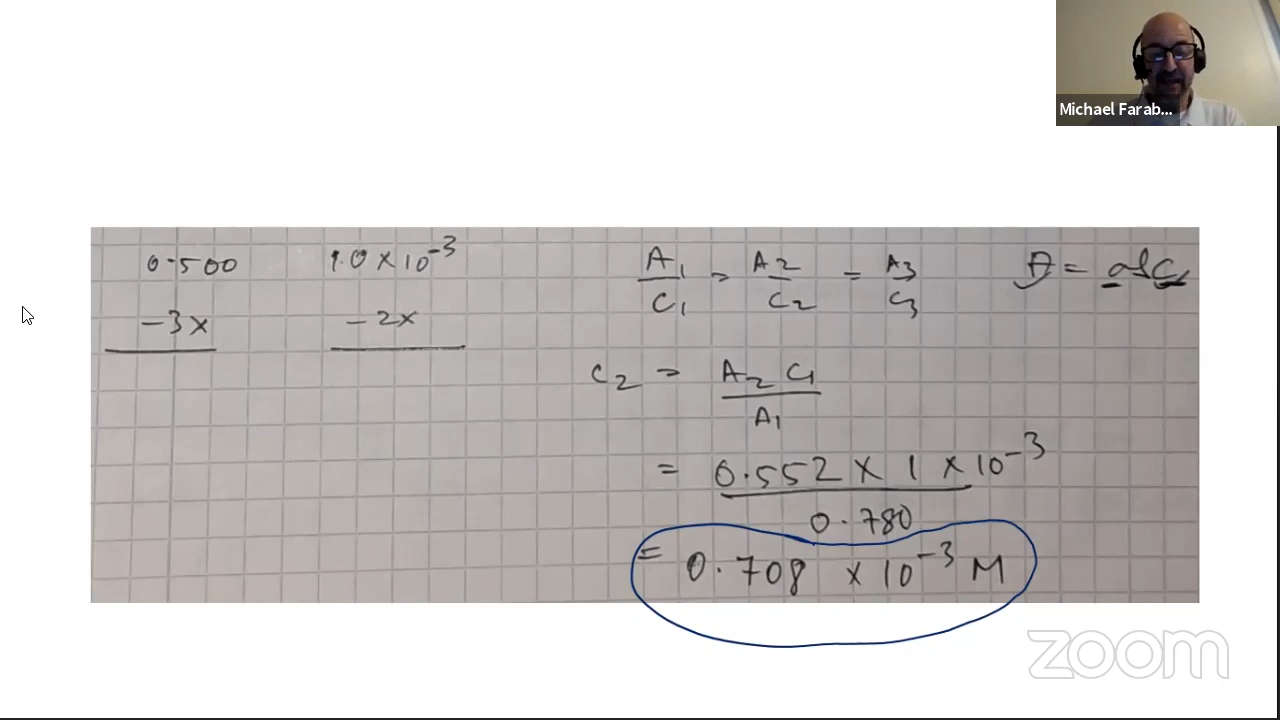 Michael Farab...
0.500 1.0 × 10⁻³
-3x -2x
A₁/C₁ = A₂/C₂ = A₃/C₃
C₂ = A₂ C₁ / A₁
= 0.552 × 1 × 10⁻³ / 0.780
= 0.708 × 10⁻³ M
zoom